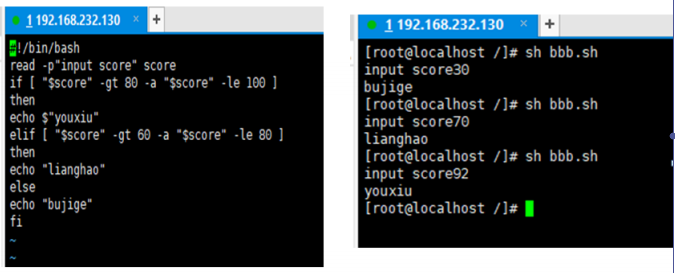 1 192.168.232.130 × +
#!/bin/bash
read -p"input score" score
if [ "$score" -gt 80 -a "$score" -le 100 ]
then
echo $"youxiu"
elif [ "$score" -gt 60 -a "$score" -le 80 ]
then
echo "lianghao"
else
echo "bujige"
fi
~
~
1 192.168.232.130 × +
[root@localhost /]# sh bbb.sh
input score30
bujige
[root@localhost /]# sh bbb.sh
input score70
lianghao
[root@localhost /]# sh bbb.sh
input score92
youxiu
[root@localhost /]#